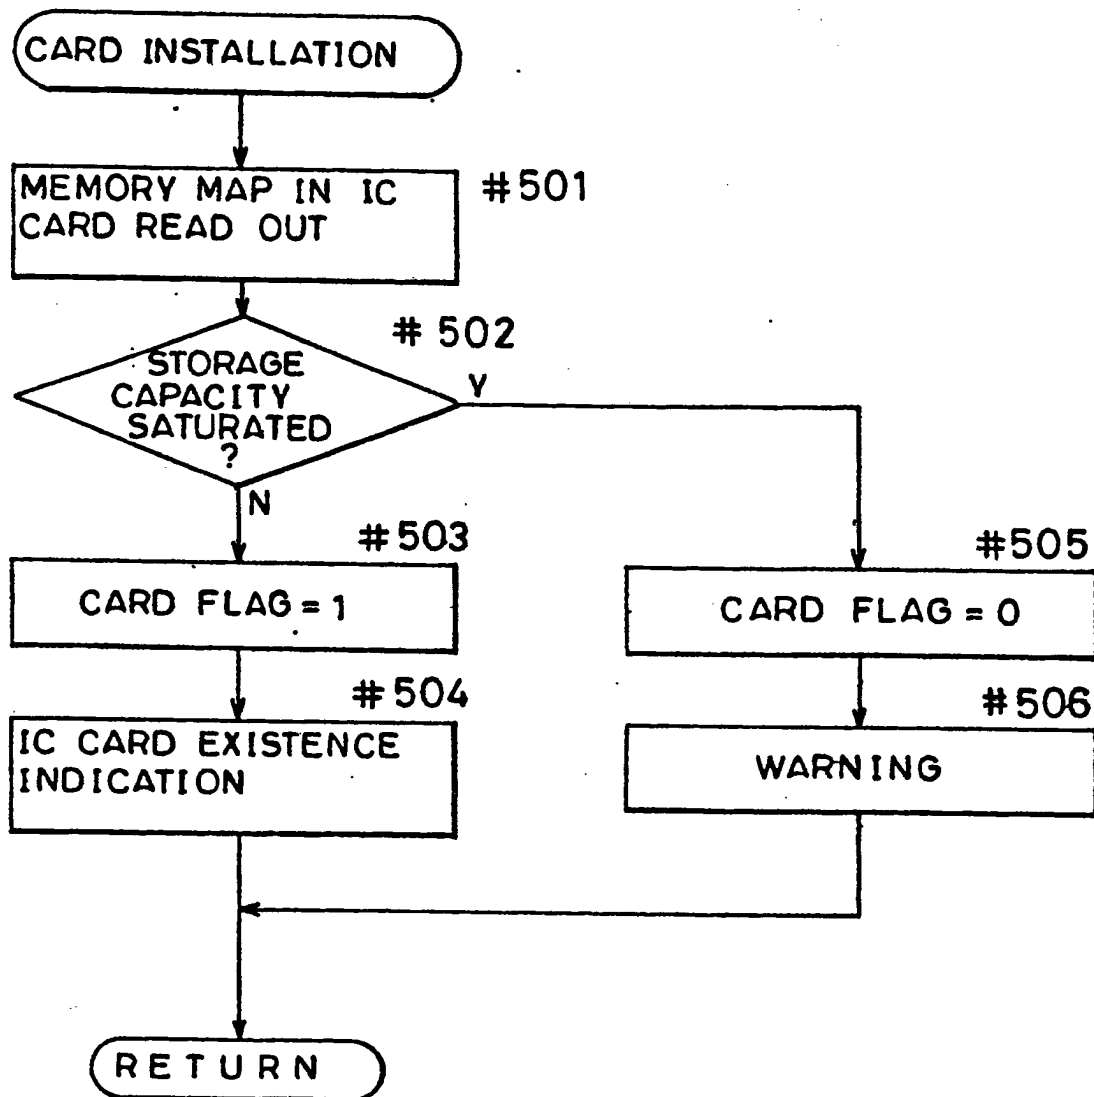 CARD INSTALLATION
MEMORY MAP IN IC
CARD READ OUT
#501
#502
STORAGE
CAPACITY
SATURATED
?
Y
N
#503
CARD FLAG = 1
#505
CARD FLAG = 0
#504
IC CARD EXISTENCE
INDICATION
#506
WARNING
RETURN